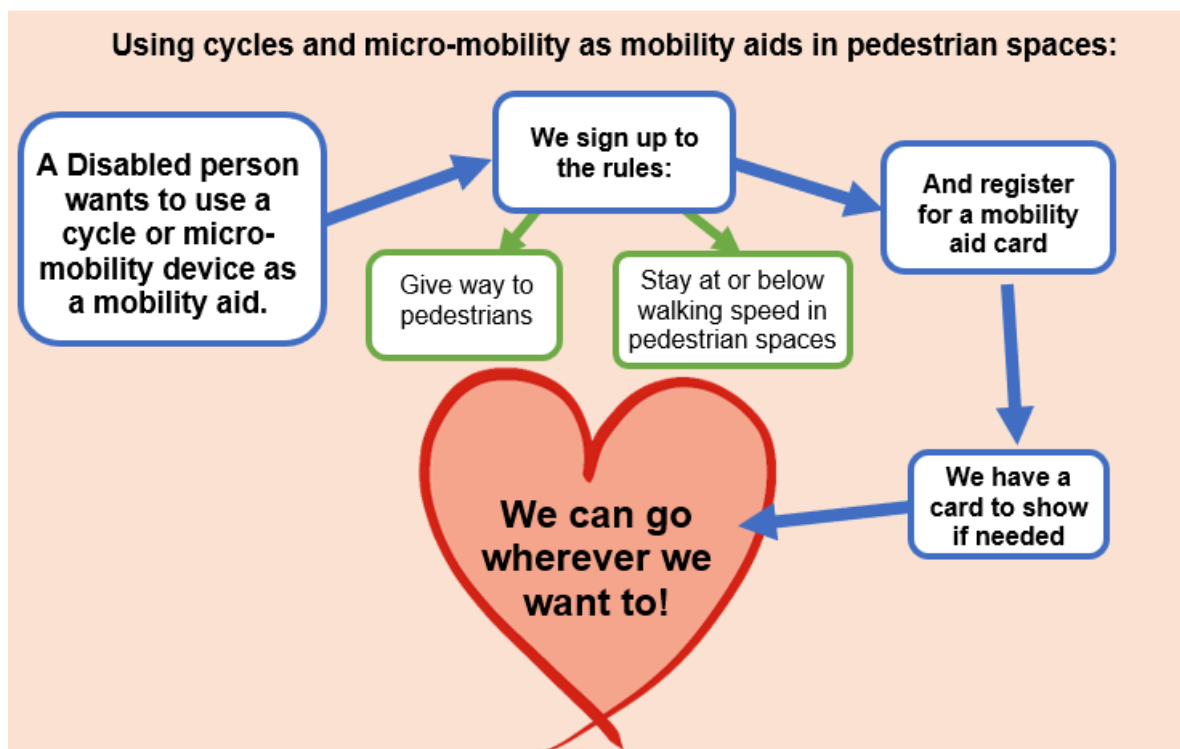 Using cycles and micro-mobility as mobility aids in pedestrian spaces:
A Disabled person
wants to use a
cycle or micro-
mobility device as
a mobility aid.
We sign up to
the rules:
Give way to
pedestrians
Stay at or below
walking speed in
pedestrian spaces
And register
for a mobility
aid card
We have a
card to show
if needed
We can go
wherever we
want to!